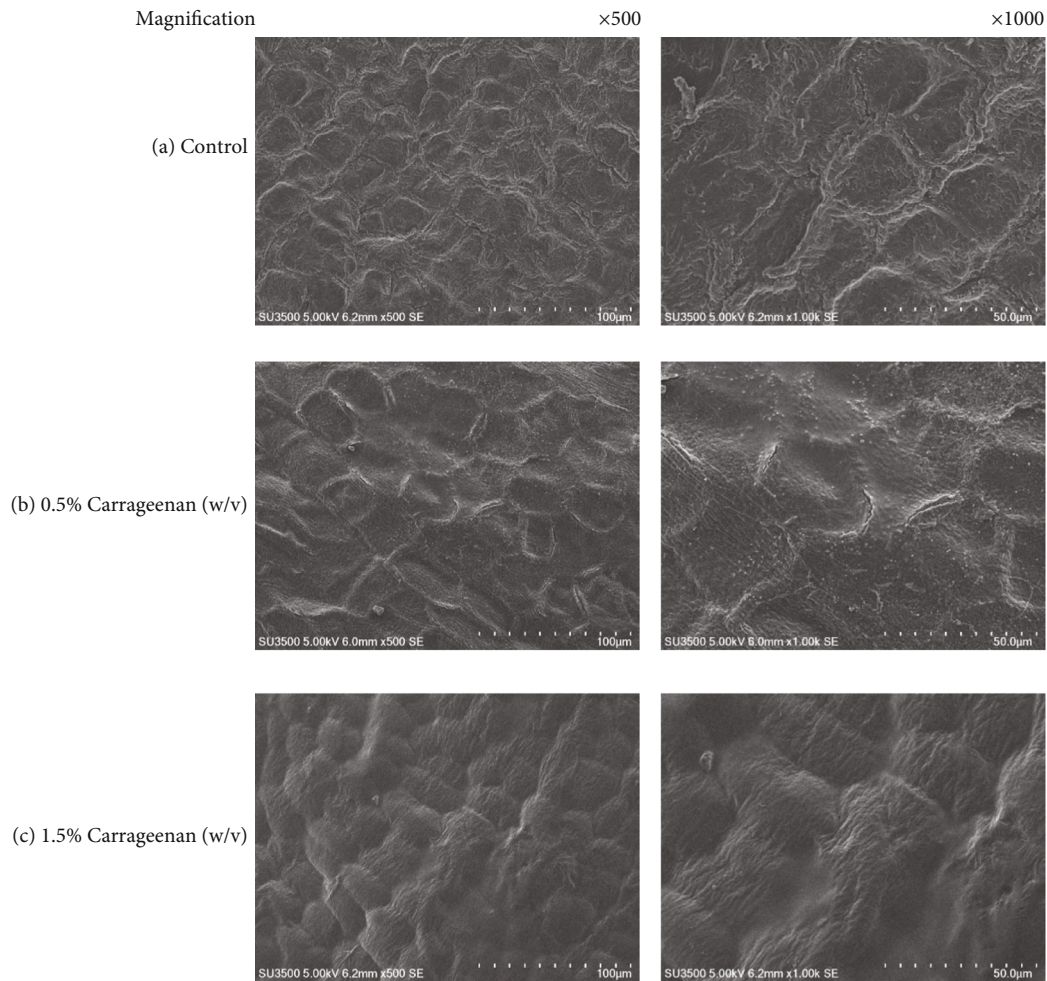 Magnification ×500 ×1000
(a) Control
SU3500 5.00kV 6.2mm x500 SE 100µm
SU3500 5.00kV 6.2mm x1.00k SE 50.0µm
(b) 0.5% Carrageenan (w/v)
SU3500 5.00kV 6.0mm x500 SE 100µm
SU3500 5.00kV 6.0mm x1.00k SE 50.0µm
(c) 1.5% Carrageenan (w/v)
SU3500 5.00kV 6.2mm x500 SE 100µm
SU3500 5.00kV 6.2mm x1.00k SE 50.0µm